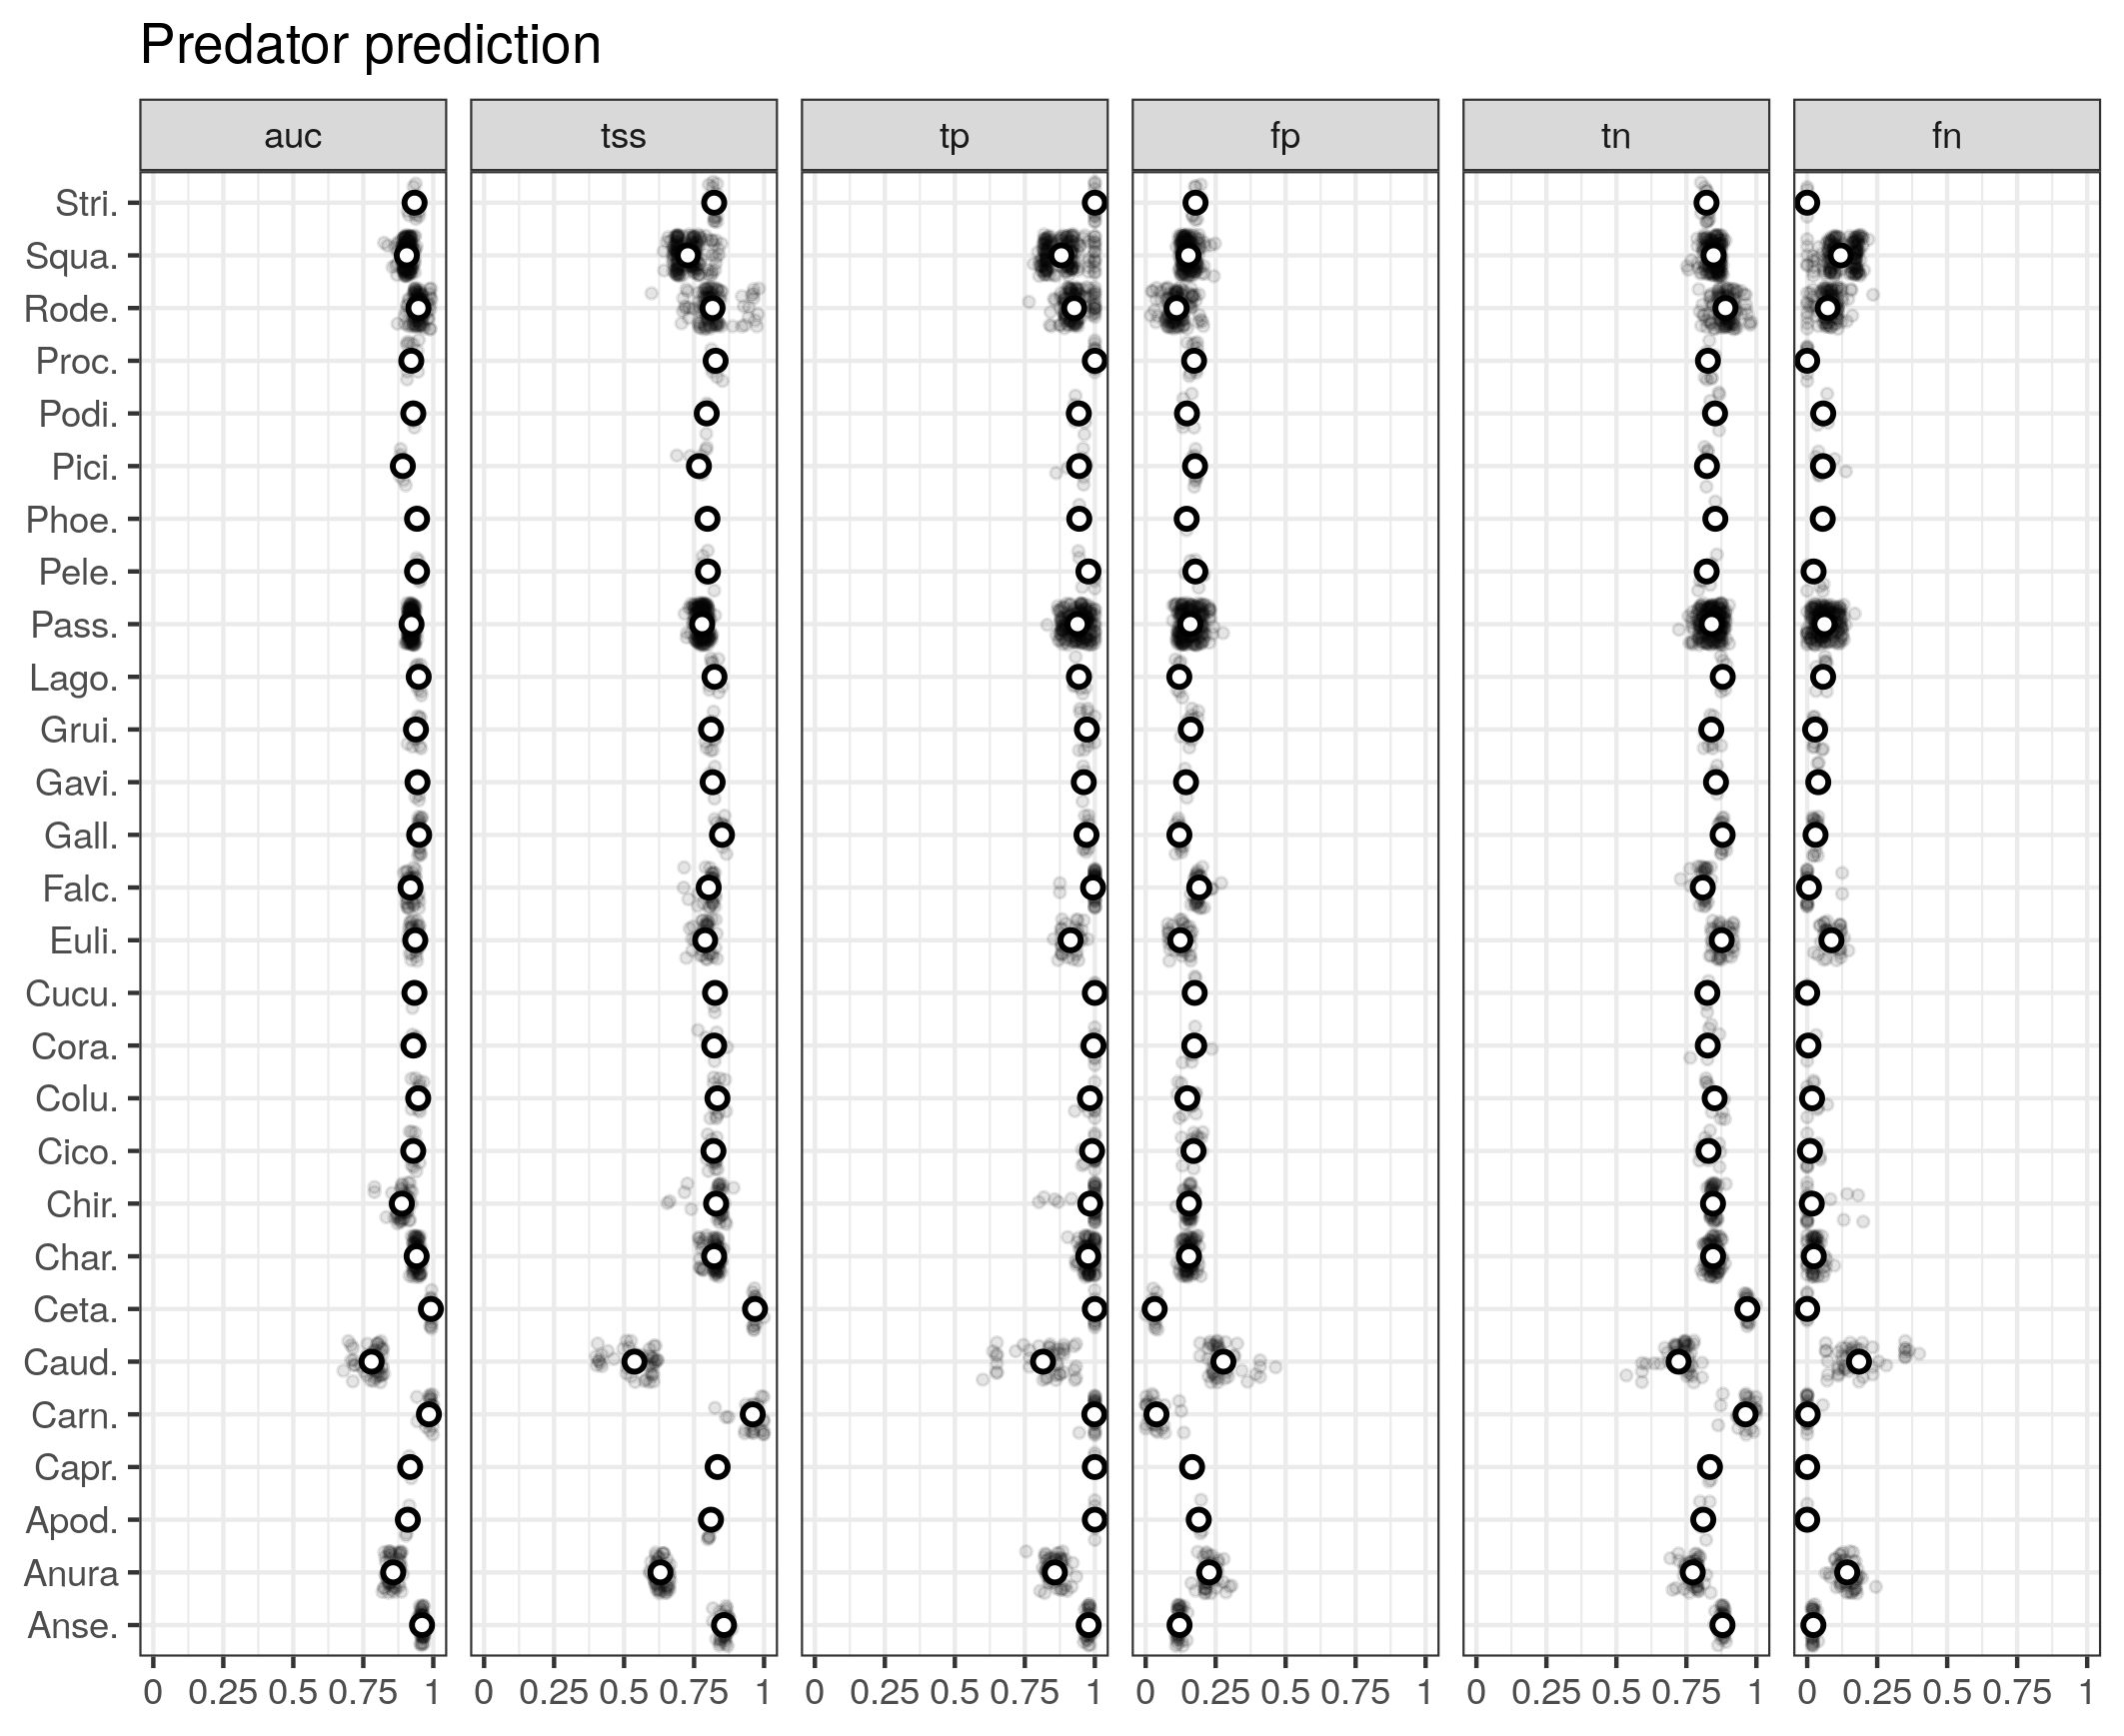 Predator prediction
auc tss tp fp tn fn
Stri.
Squa.
Rode.
Proc.
Podi.
Pici.
Phoe.
Pele.
Pass.
Lago.
Grui.
Gavi.
Gall.
Falc.
Euli.
Cucu.
Cora.
Colu.
Cico.
Chir.
Char.
Ceta.
Caud.
Carn.
Capr.
Apod.
Anura
Anse.
0 0.25 0.5 0.75 1 0 0.25 0.5 0.75 1 0 0.25 0.5 0.75 1 0 0.25 0.5 0.75 1 0 0.25 0.5 0.75 1 0 0.25 0.5 0.75 1